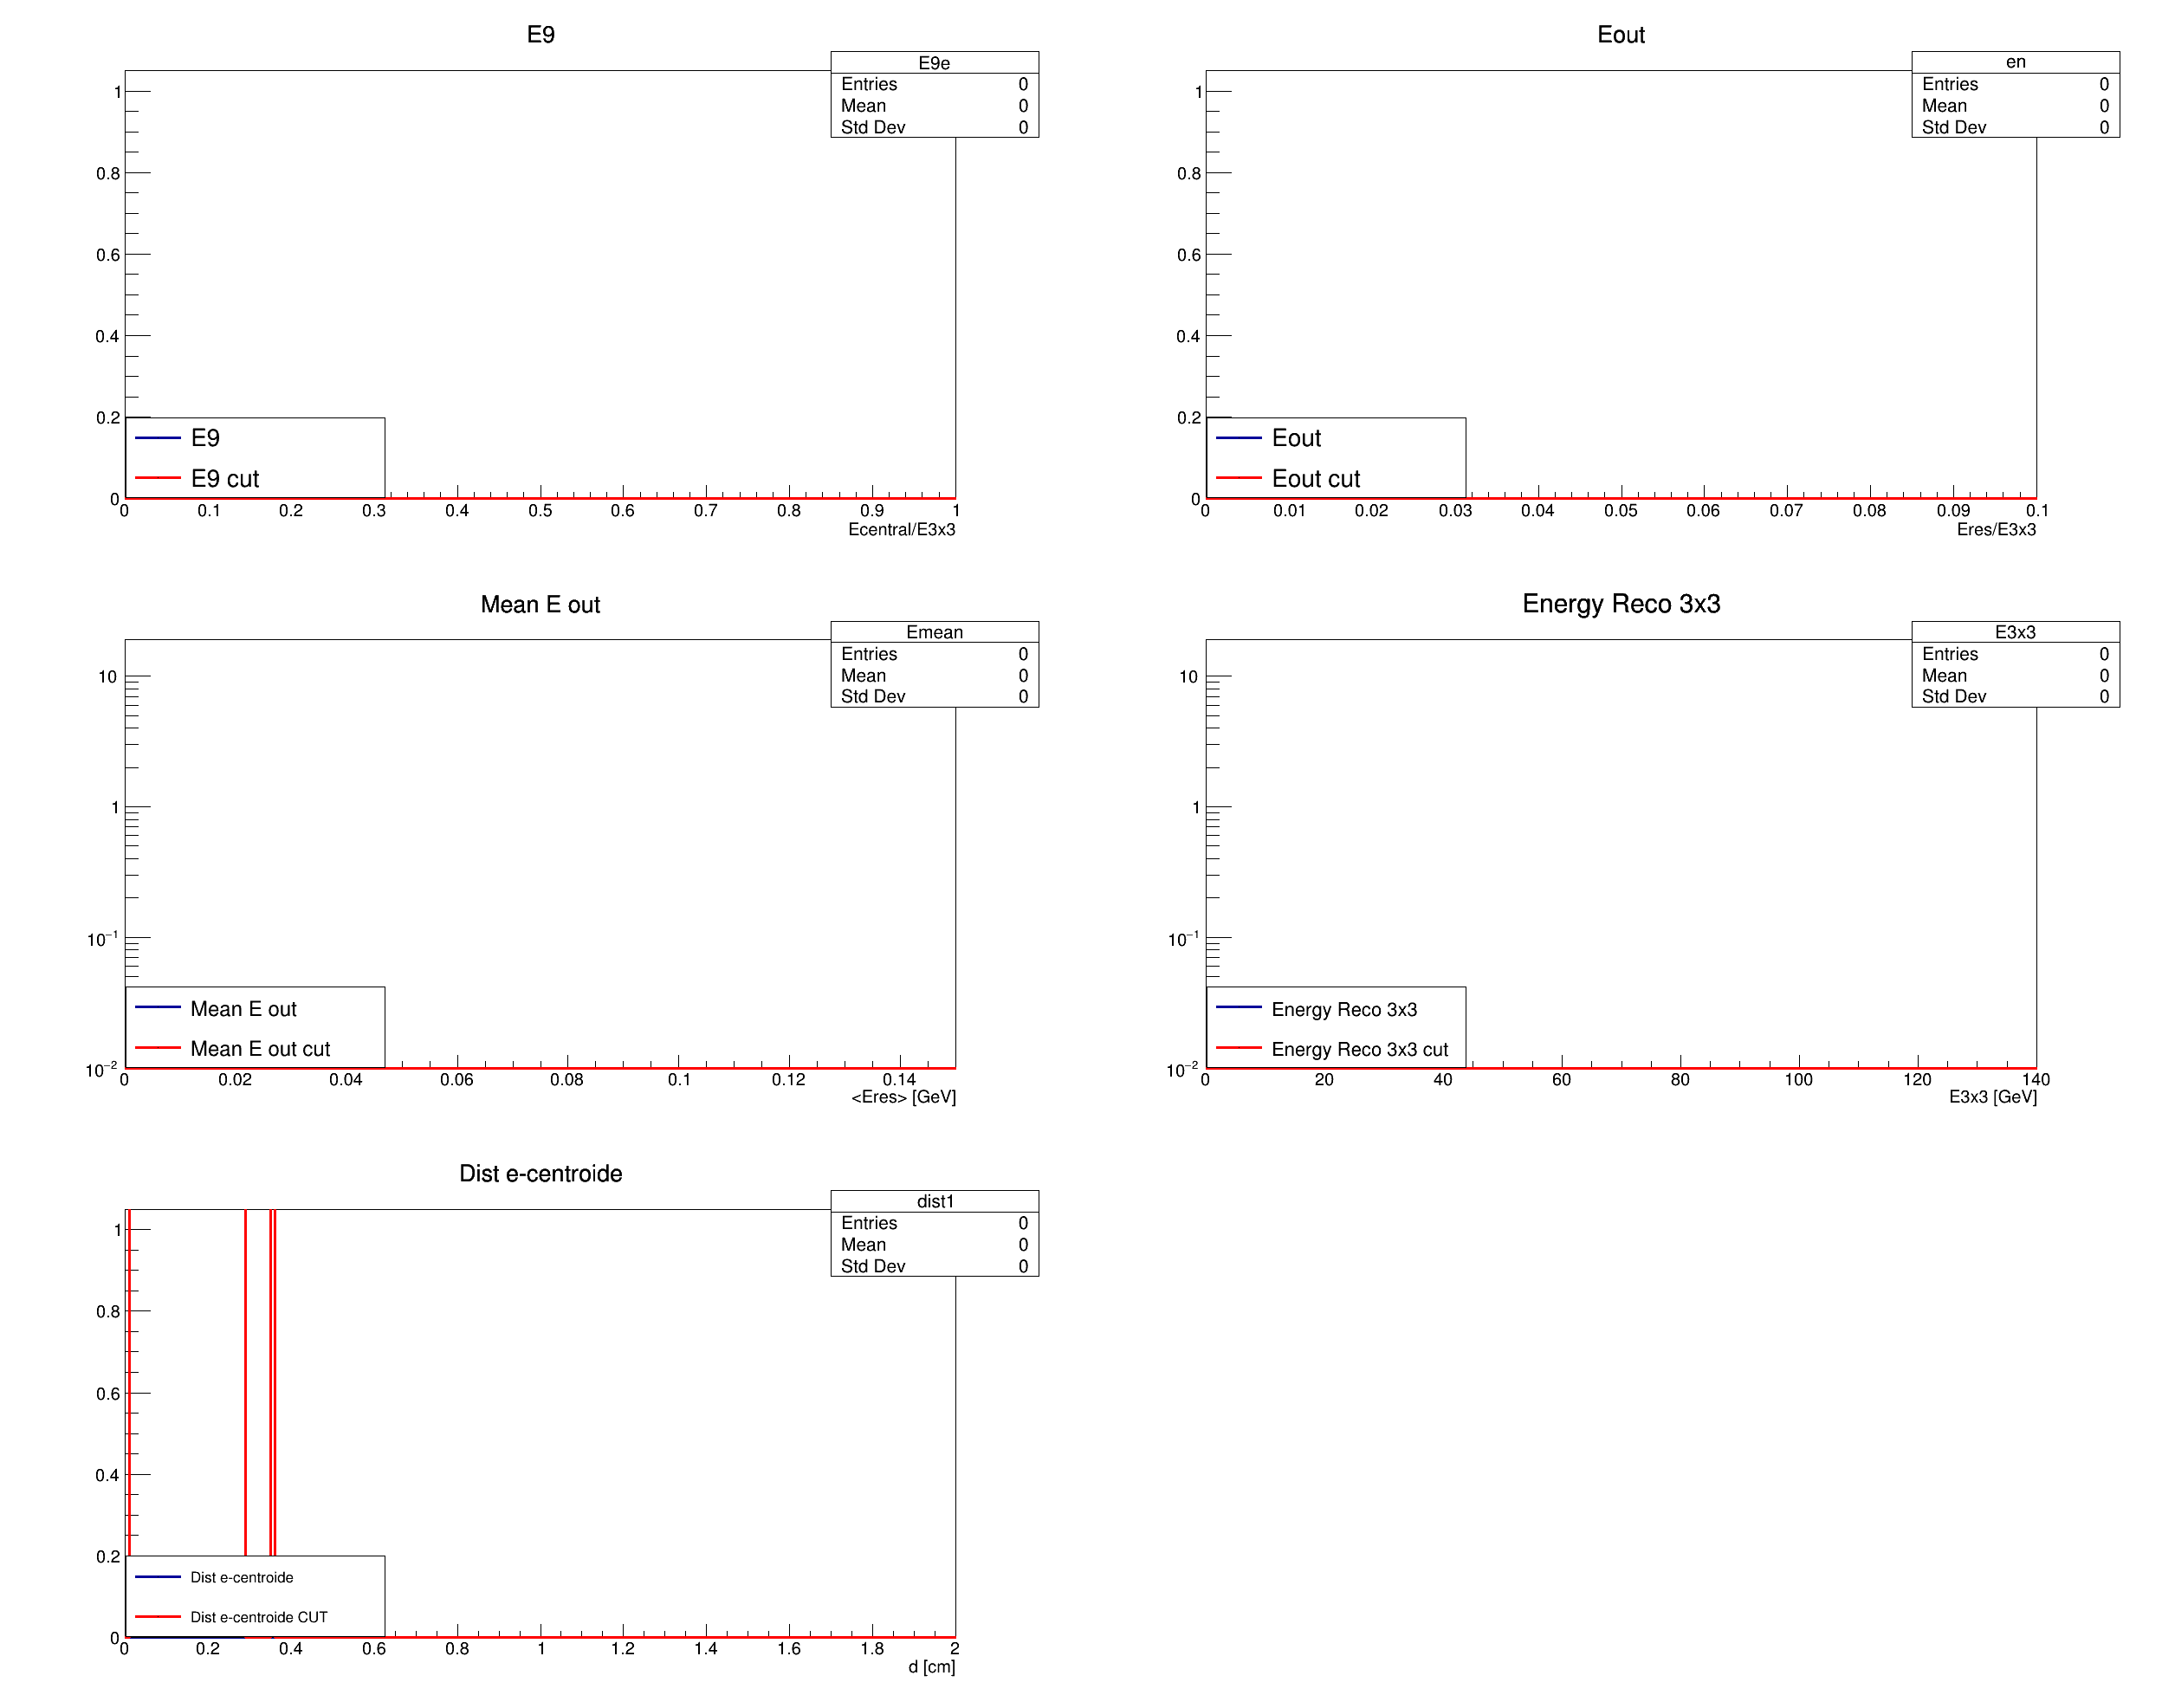 E9
E9e
Entries 0
Mean 0
Std Dev 0
1
0.8
0.6
0.4
0.2
0
E9
E9 cut
0 0.1 0.2 0.3 0.4 0.5 0.6 0.7 0.8 0.9 1
Ecentral/E3x3
Eout
en
Entries 0
Mean 0
Std Dev 0
1
0.8
0.6
0.4
0.2
0
Eout
Eout cut
0 0.01 0.02 0.03 0.04 0.05 0.06 0.07 0.08 0.09 0.1
Eres/E3x3
Mean E out
Emean
Entries 0
Mean 0
Std Dev 0
10
1
10⁻¹
10⁻²
Mean E out
Mean E out cut
0 0.02 0.04 0.06 0.08 0.1 0.12 0.14
<Eres> [GeV]
Energy Reco 3x3
E3x3
Entries 0
Mean 0
Std Dev 0
10
1
10⁻¹
10⁻²
Energy Reco 3x3
Energy Reco 3x3 cut
0 20 40 60 80 100 120 140
E3x3 [GeV]
Dist e-centroide
dist1
Entries 0
Mean 0
Std Dev 0
1
0.8
0.6
0.4
0.2
0
Dist e-centroide
Dist e-centroide CUT
0 0.2 0.4 0.6 0.8 1 1.2 1.4 1.6 1.8 2
d [cm]